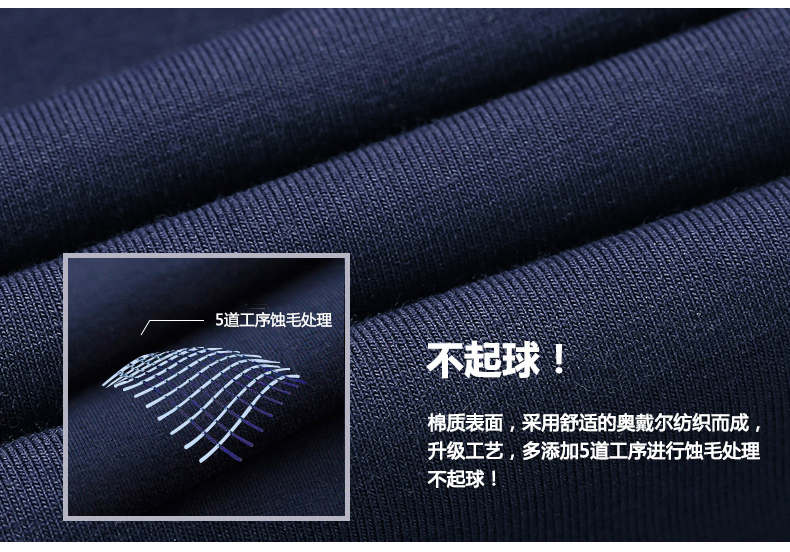 5道工序蚀毛处理
不起球！
棉质表面，采用舒适的奥戴尔纺织而成，
升级工艺，多添加5道工序进行蚀毛处理
不起球！